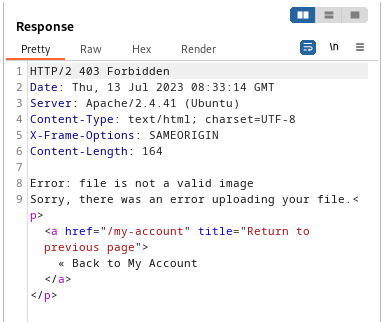 Response
Pretty Raw Hex Render \n
1 HTTP/2 403 Forbidden
2 Date: Thu, 13 Jul 2023 08:33:14 GMT
3 Server: Apache/2.4.41 (Ubuntu)
4 Content-Type: text/html; charset=UTF-8
5 X-Frame-Options: SAMEORIGIN
6 Content-Length: 164
7
8 Error: file is not a valid image
9 Sorry, there was an error uploading your file.<
p>
<a href="/my-account" title="Return to
previous page">
« Back to My Account
</a>
</p>